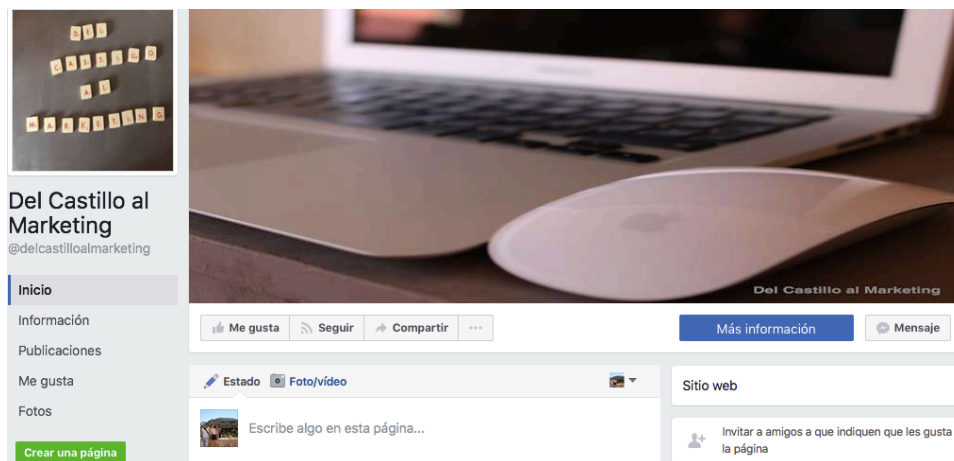 DEL
CASTILLO
AL
MARKETING
Del Castillo al
Marketing
@delcastilloalmarketing
Inicio
Información
Publicaciones
Me gusta
Fotos
Crear una página
Del Castillo al Marketing
Me gusta Seguir Compartir ...
Más información Mensaje
Estado Foto/vídeo
Escribe algo en esta página...
Sitio web
Invitar a amigos a que indiquen que les gusta
la página